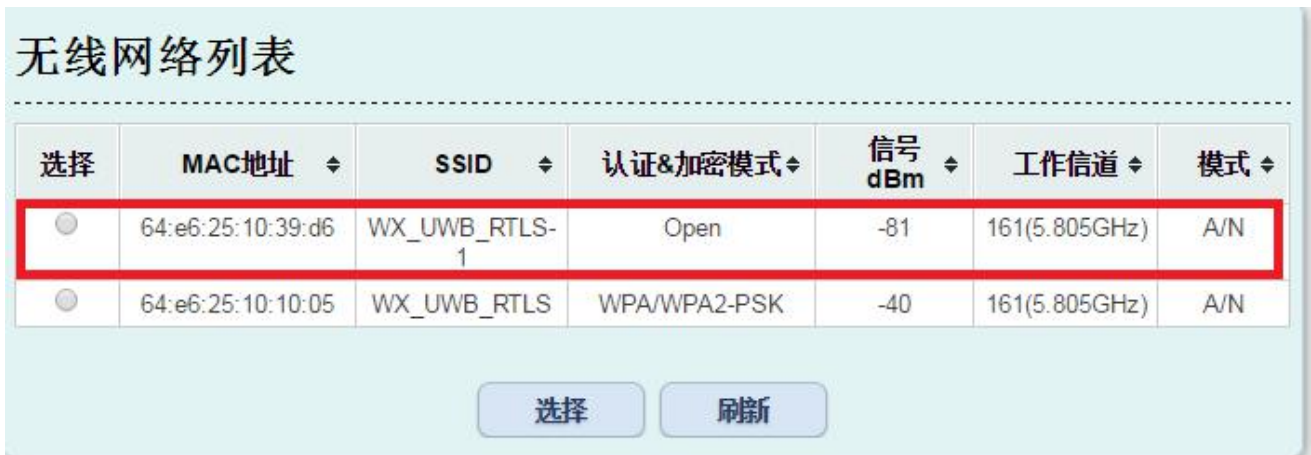 无线网络列表
选择 MAC地址 SSID 认证&加密模式 信号 dBm 工作信道 模式
64:e6:25:10:39:d6 WX_UWB_RTLS-1 Open -81 161(5.805GHz) A/N
64:e6:25:10:10:05 WX_UWB_RTLS WPA/WPA2-PSK -40 161(5.805GHz) A/N
选择 刷新